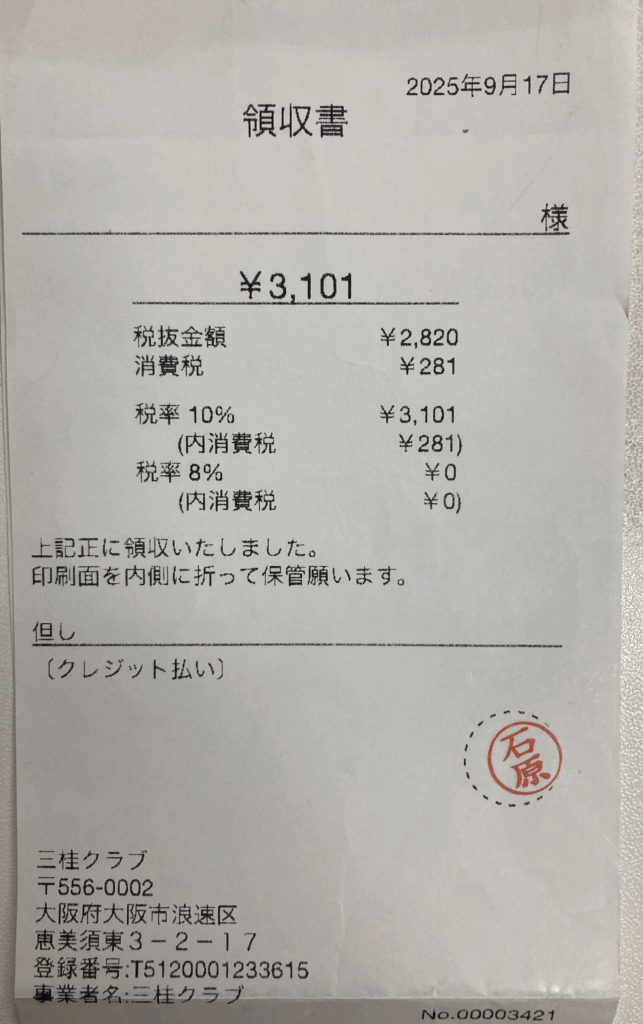 2025年9月17日
領収書
様
¥3,101
税抜金額 ¥2,820
消費税 ¥281
税率 10% ¥3,101
(内消費税 ¥281)
税率 8% ¥0
(内消費税 ¥0)
上記正に領収いたしました。
印刷面を内側に折って保管願います。
但し
〔クレジット払い〕
石原
三桂クラブ
〒556-0002
大阪府大阪市浪速区
恵美須東3-2-17
登録番号:T5120001233615
事業者名:三桂クラブ
No.00003421